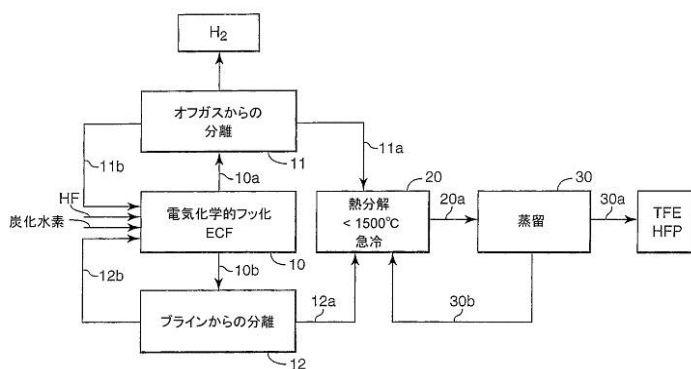 H₂
オフガスからの
分離
11
11a
11b
10a
HF
炭化水素
電気化学的フッ化
ECF
10
10b
12b
ブラインからの分離
12
12a
20
熱分解
< 1500℃
急冷
20a
30
蒸留
30a
30b
TFE
HFP